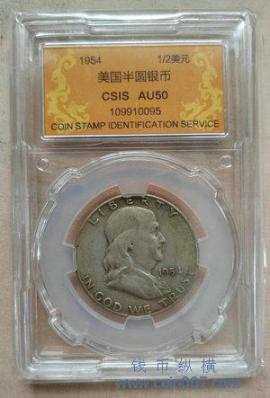 1954 1/2美元
美国半圆银币
CSIS AU50
109910095
COIN STAMP IDENTIFICATION SERVICE
LIBERTY
1954
IN GOD WE TRUST
钱币纵横